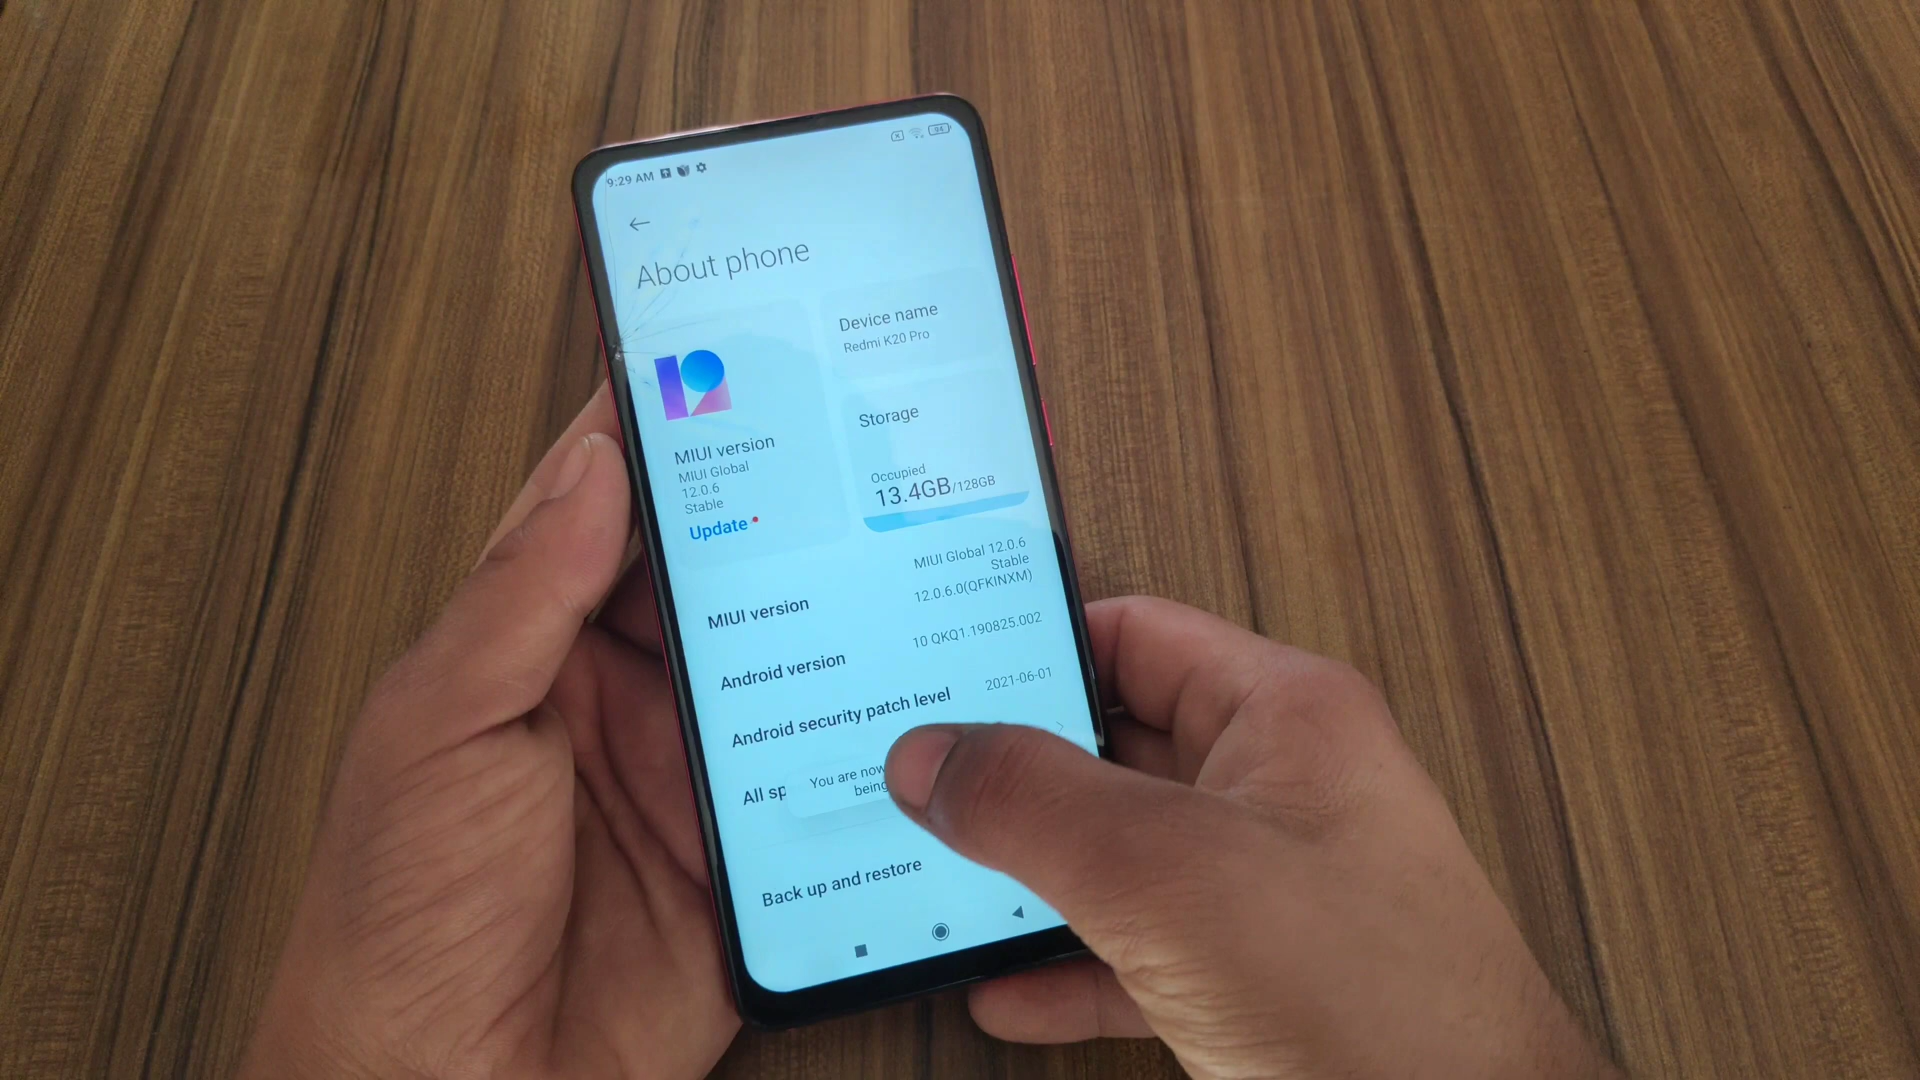 9:29 AM
94
About phone
Device name
Redmi K20 Pro
Storage
Occupied
13.4GB/128GB
MIUI version
MIUI Global
12.0.6
Stable
Update
MIUI version
MIUI Global 12.0.6
Stable
12.0.6.0(QFKINXM)
Android version
10 QKQ1.190825.002
Android security patch level
2021-06-01
All sp
You are now
being
Back up and restore